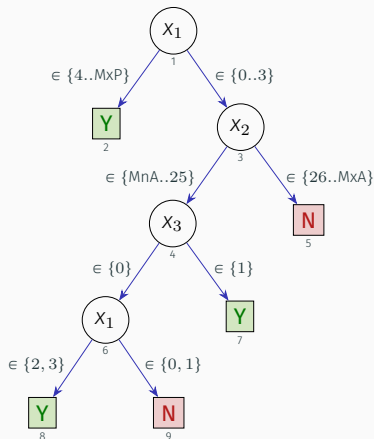 X₁
1
∈ {4..MxP} ∈ {0..3}
Y X₂
2 3
∈ {MnA..25} ∈ {26..MxA}
X₃ N
4 5
∈ {0} ∈ {1}
X₁ Y
6 7
∈ {2, 3} ∈ {0, 1}
Y N
8 9